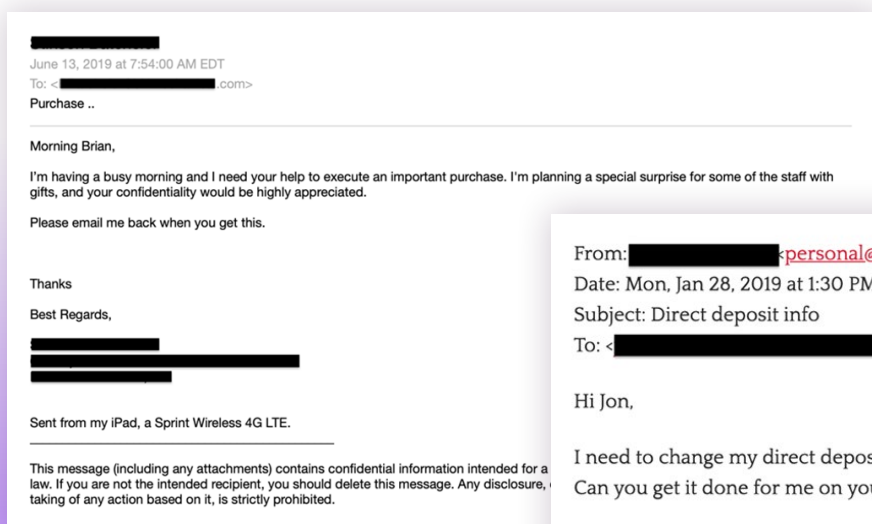 June 13, 2019 at 7:54:00 AM EDT
To: < .com>
Purchase ..
Morning Brian,
I'm having a busy morning and I need your help to execute an important purchase. I'm planning a special surprise for some of the staff with
gifts, and your confidentiality would be highly appreciated.
Please email me back when you get this.
Thanks
Best Regards,
Sent from my iPad, a Sprint Wireless 4G LTE.
This message (including any attachments) contains confidential information intended for a
law. If you are not the intended recipient, you should delete this message. Any disclosure,
taking of any action based on it, is strictly prohibited.
From: <personal@
Date: Mon, Jan 28, 2019 at 1:30 PM
Subject: Direct deposit info
To: <
Hi Jon,
I need to change my direct
Can you get it done for me on